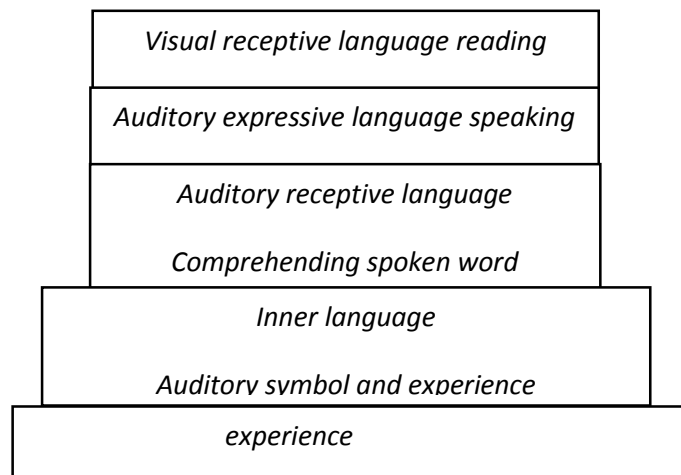 Visual receptive language reading
Auditory expressive language speaking
Auditory receptive language
Comprehending spoken word
Inner language
Auditory symbol and experience
experience